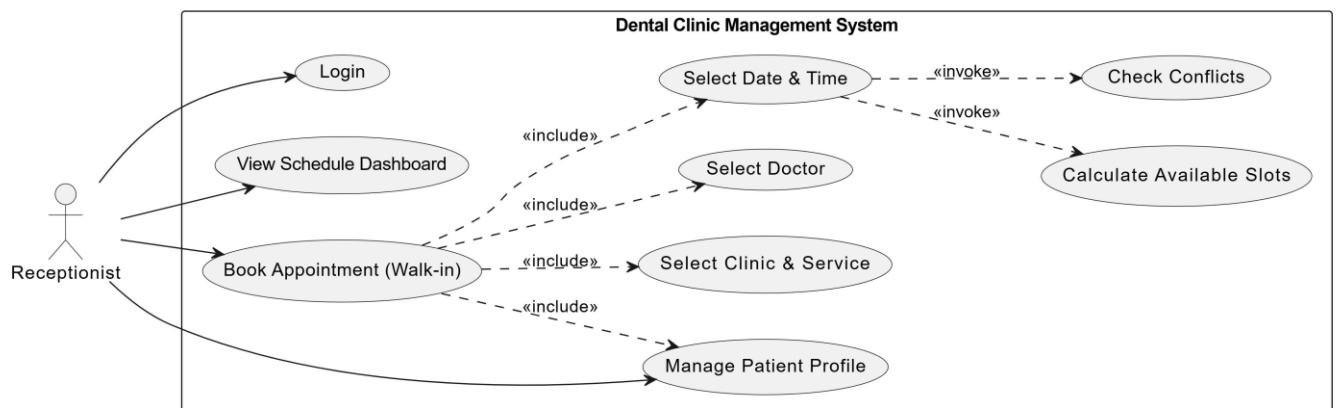 Dental Clinic Management System
Login
Select Date & Time
«invoke»
Check Conflicts
«invoke»
«include»
View Schedule Dashboard
Select Doctor
Calculate Available Slots
«include»
Receptionist
Book Appointment (Walk-in)
«include»
Select Clinic & Service
«include»
Manage Patient Profile